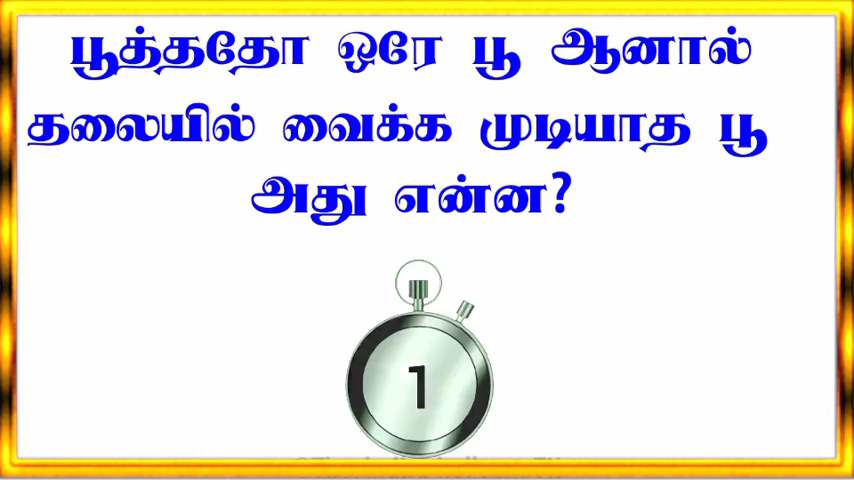 பூத்ததோ ஒரே பூ ஆனால்
தலையில் வைக்க முடியாத பூ
அது என்ன?
1